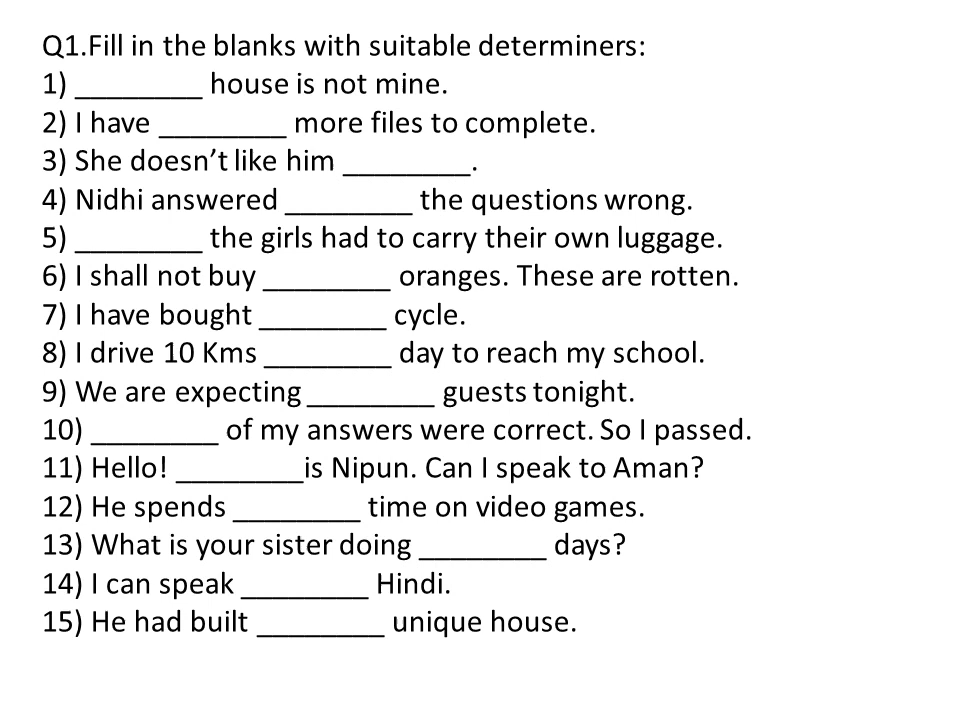 Q1.Fill in the blanks with suitable determiners:
1) ________ house is not mine.
2) I have ________ more files to complete.
3) She doesn’t like him ________.
4) Nidhi answered ________ the questions wrong.
5) ________ the girls had to carry their own luggage.
6) I shall not buy ________ oranges. These are rotten.
7) I have bought ________ cycle.
8) I drive 10 Kms ________ day to reach my school.
9) We are expecting ________ guests tonight.
10) ________ of my answers were correct. So I passed.
11) Hello! ________is Nipun. Can I speak to Aman?
12) He spends ________ time on video games.
13) What is your sister doing ________ days?
14) I can speak ________ Hindi.
15) He had built ________ unique house.